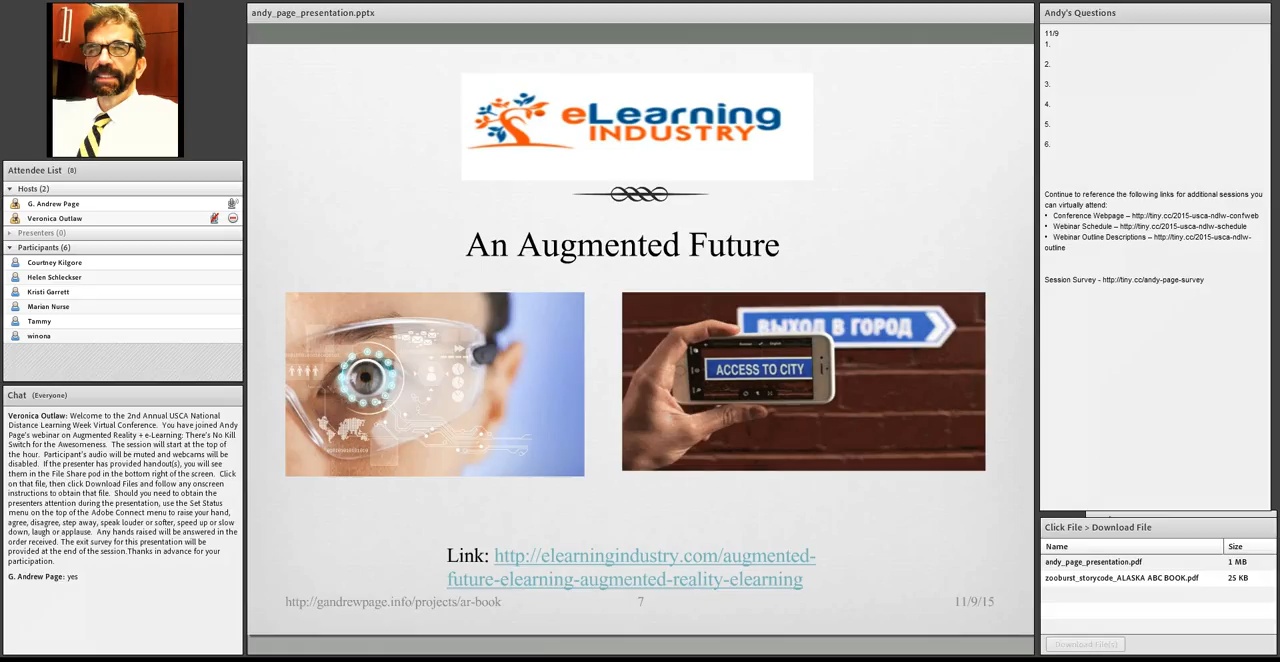 andy_page_presentation.pptx
Attendee List (8)
Hosts (2)
G. Andrew Page
Veronica Outlaw
Presenters (0)
Participants (6)
Courtney Kilgore
Helen Schleckser
Kristi Garrett
Marian Nurse
Tammy
winona
Chat (Everyone)
Veronica Outlaw: Welcome to the 2nd Annual USCA National
Distance Learning Week Virtual Conference. You have joined Andy
Page's webinar on Augmented Reality + e-Learning: There's No Kill
Switch for the Awesomeness. The session will start at the top of
the hour. Participant's audio will be muted and webcams will be
disabled. If the presenter has provided handout(s), you will see
them in the File Share pod in the bottom right of the screen. Click
on that file, then click Download Files and follow any onscreen
instructions to obtain that file. Should you need to obtain the
presenters attention during the presentation, use the Set Status
menu on the top of the Adobe Connect menu to raise your hand,
agree, disagree, step away, speak louder or softer, speed up or slow
down, laugh or applause. Any hands raised will be answered in the
order received. The exit survey for this presentation will be
provided at the end of the session.Thanks in advance for your
participation.
G. Andrew Page: yes
eLearning
INDUSTRY
An Augmented Future
ВЫХОД В ГОРОД
ACCESS TO CITY
Link: http://elearningindustry.com/augmented-
future-elearning-augmented-reality-elearning
http://gandrewpage.info/projects/ar-book
7
11/9/15
Andy's Questions
11/9
1.
2.
3.
4.
5.
6.
Continue to reference the following links for additional sessions you
can virtually attend:
• Conference Webpage – http://tiny.cc/2015-usca-ndlw-confweb
• Webinar Schedule – http://tiny.cc/2015-usca-ndlw-schedule
• Webinar Outline Descriptions – http://tiny.cc/2015-usca-ndlw-
outline
Session Survey - http://tiny.cc/andy-page-survey
Click File > Download File
Name Size
andy_page_presentation.pdf 1 MB
zooburst_storycode_ALASKA ABC BOOK.pdf 25 KB
Download File(s)